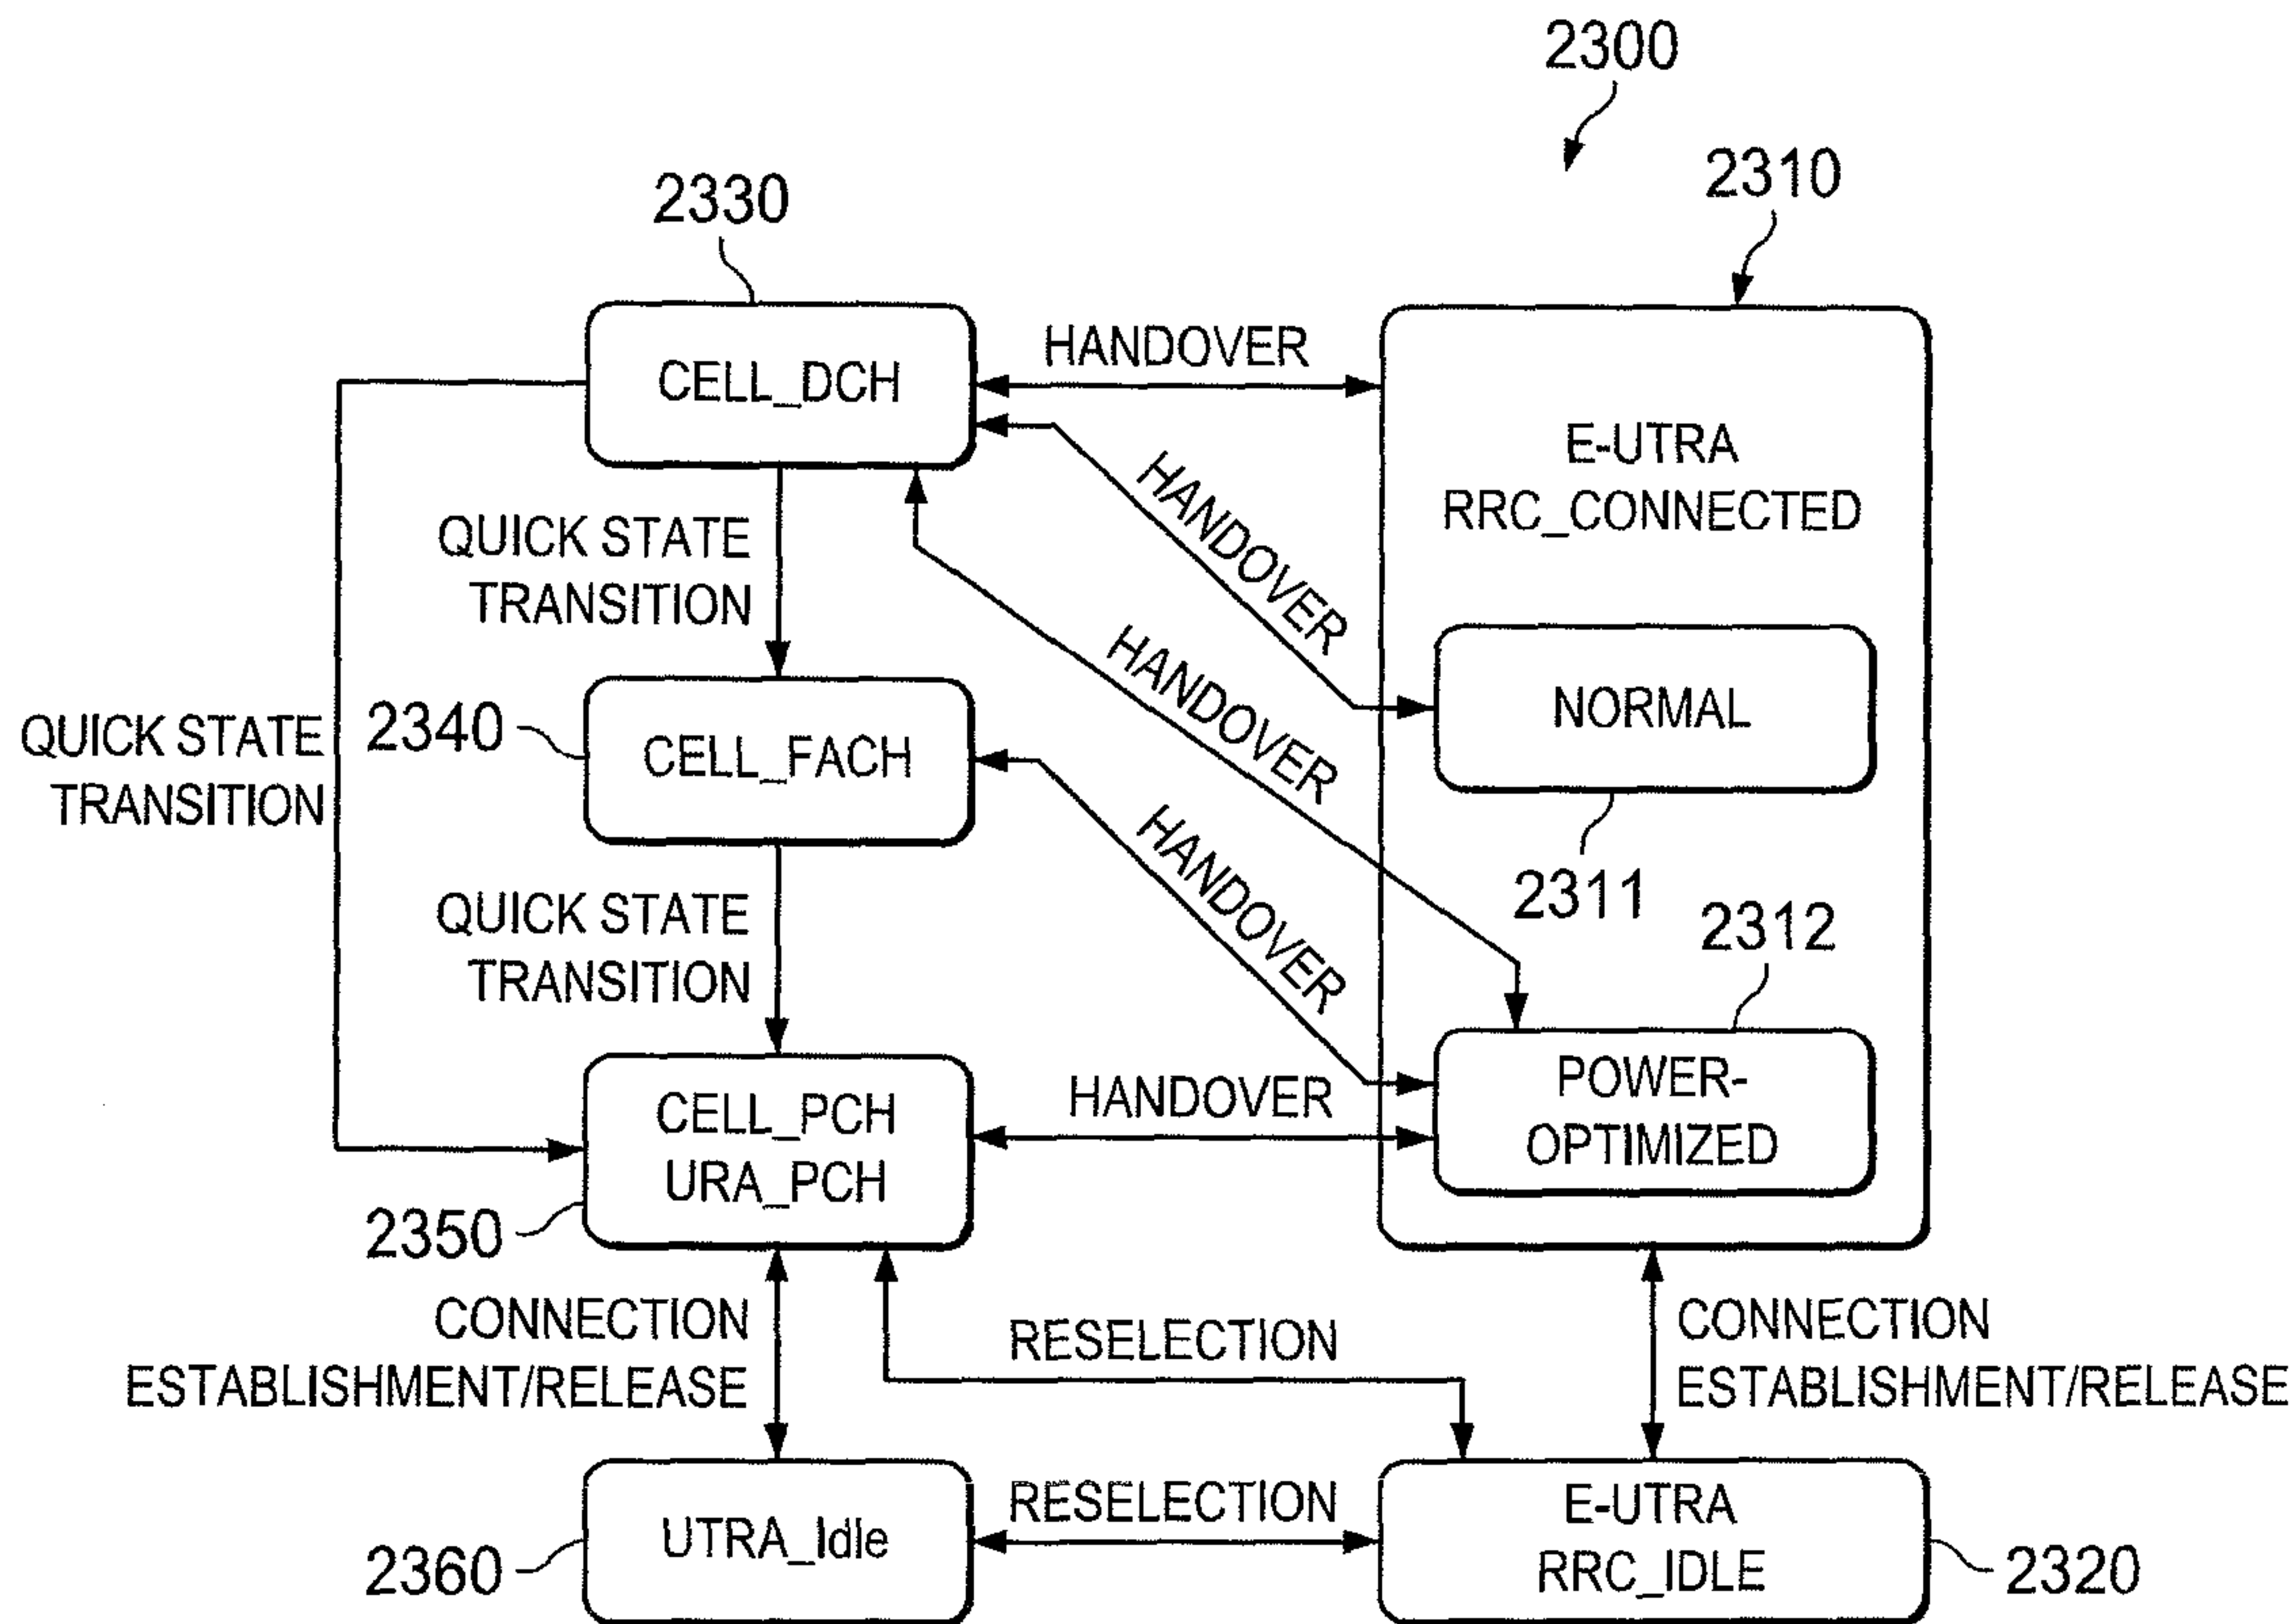 2300
2310
2330
CELL_DCH
HANDOVER
E-UTRA
RRC_CONNECTED
HANDOVER
QUICK STATE
TRANSITION
HANDOVER
NORMAL
2311
2340
CELL_FACH
QUICK STATE
TRANSITION
HANDOVER
QUICK STATE
TRANSITION
2312
POWER-
OPTIMIZED
HANDOVER
CELL_PCH
URA_PCH
2350
CONNECTION
ESTABLISHMENT/RELEASE
RESELECTION
CONNECTION
ESTABLISHMENT/RELEASE
UTRA_Idle
2360
RESELECTION
E-UTRA
RRC_IDLE
2320